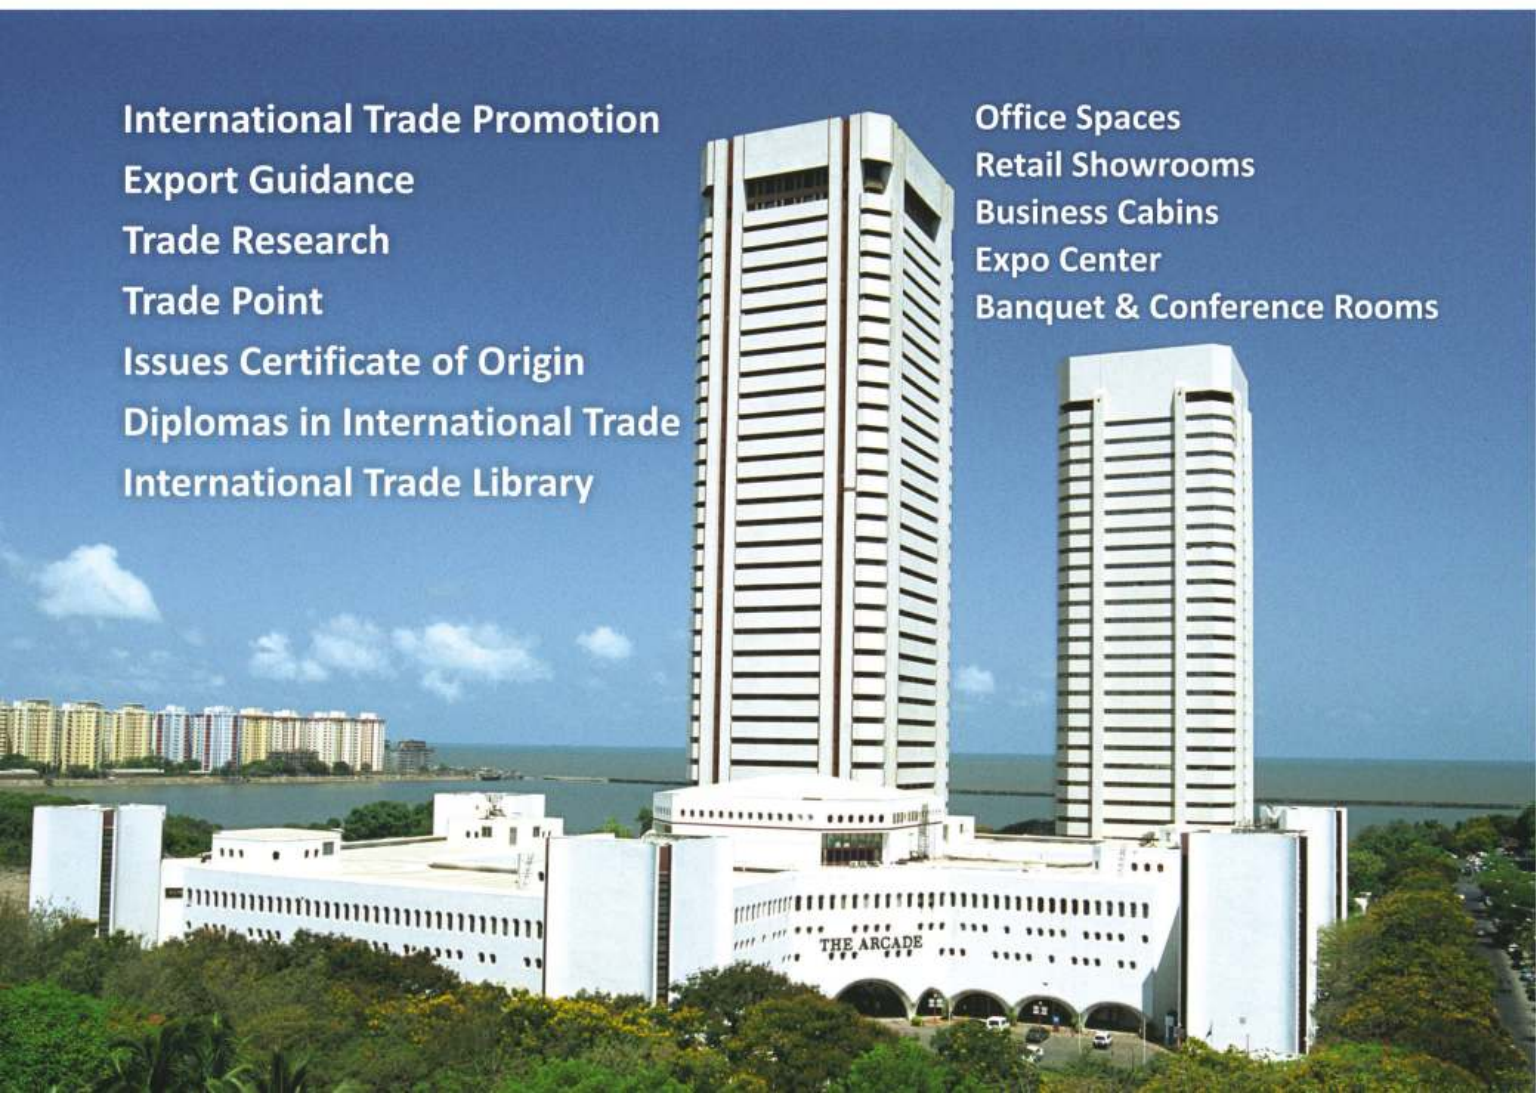 International Trade Promotion
Export Guidance
Trade Research
Trade Point
Issues Certificate of Origin
Diplomas in International Trade
International Trade Library
Office Spaces
Retail Showrooms
Business Cabins
Expo Center
Banquet & Conference Rooms
THE ARCADE